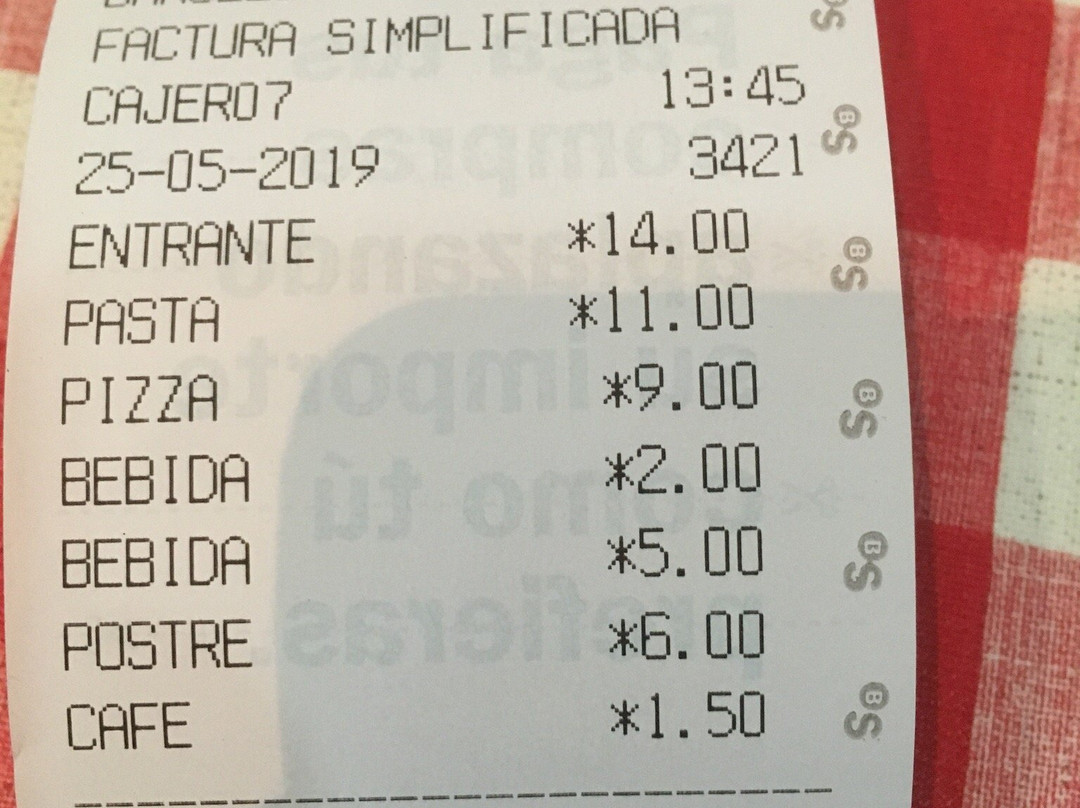 FACTURA SIMPLIFICADA
CAJERO7 13:45
25-05-2019 3421
ENTRANTE *14.00
PASTA *11.00
PIZZA *9.00
BEBIDA *2.00
BEBIDA *5.00
POSTRE *6.00
CAFE *1.50